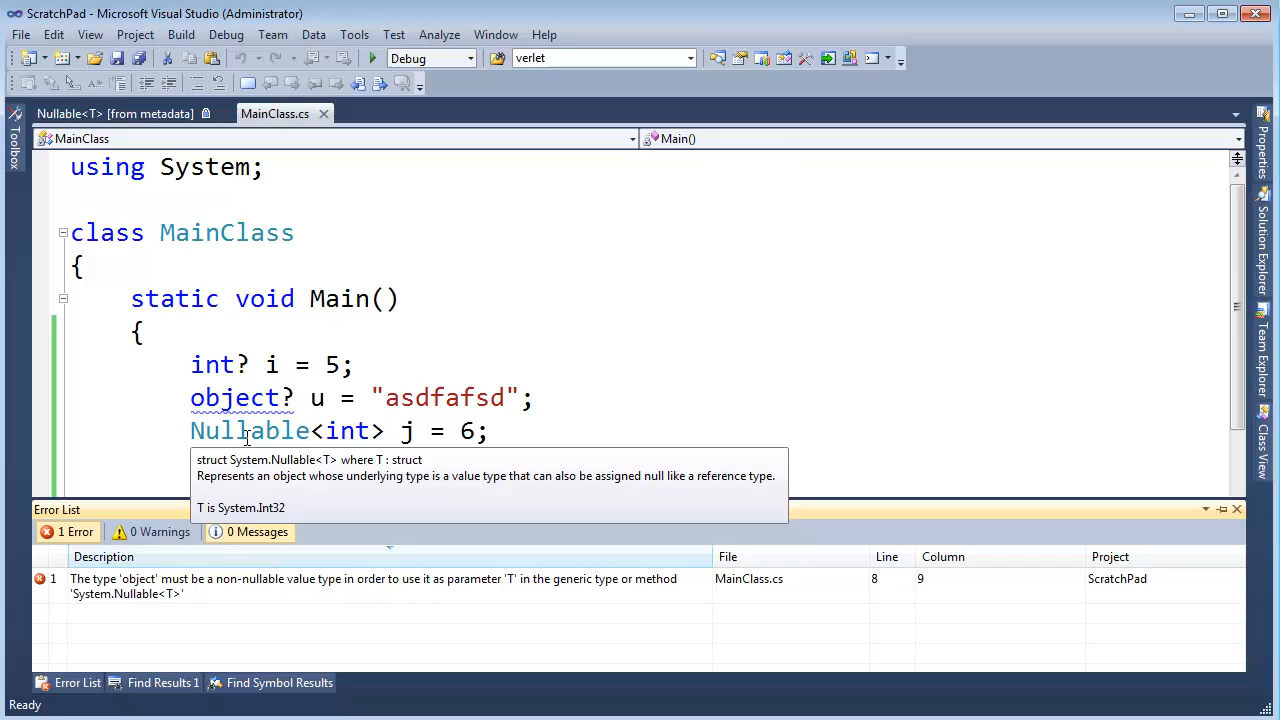 ScratchPad - Microsoft Visual Studio (Administrator)
File Edit View Project Build Debug Team Data Tools Test Analyze Window Help
Debug verlet
Nullable<T> [from metadata] MainClass.cs
MainClass Main()
Toolbox
Properties
Solution Explorer
Team Explorer
Class View
using System;
class MainClass
{
static void Main()
{
int? i = 5;
object? u = "asdfafsd";
Nullable<int> j = 6;
struct System.Nullable<T> where T : struct
Represents an object whose underlying type is a value type that can also be assigned null like a reference type.
T is System.Int32
Error List
1 Error 0 Warnings 0 Messages
Description File Line Column Project
1 The type 'object' must be a non-nullable value type in order to use it as parameter 'T' in the generic type or method MainClass.cs 8 9 ScratchPad
'System.Nullable<T>'
Error List Find Results 1 Find Symbol Results
Ready